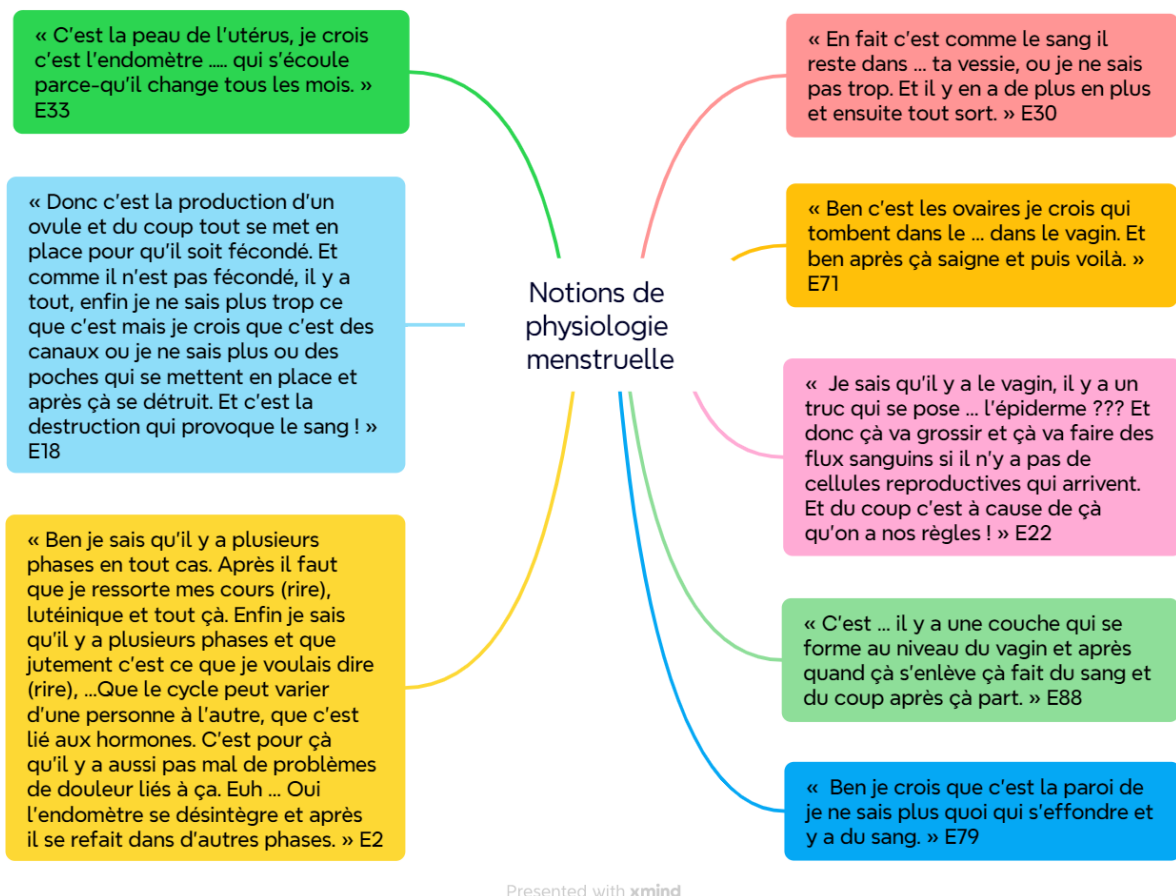 « C'est la peau de l'utérus, je crois
c'est l'endomètre ..... qui s'écoule
parce-qu'il change tous les mois. »
E33
« Donc c'est la production d'un
ovule et du coup tout se met en
place pour qu'il soit fécondé. Et
comme il n'est pas fécondé, il y a
tout, enfin je ne sais plus trop ce
que c'est mais je crois que c'est des
canaux ou je ne sais plus ou des
poches qui se mettent en place et
après çà se détruit. Et c'est la
destruction qui provoque le sang ! »
E18
« Ben je sais qu'il y a plusieurs
phases en tout cas. Après il faut
que je ressorte mes cours (rire),
lutéinique et tout çà. Enfin je sais
qu'il y a plusieurs phases et que
jutement c'est ce que je voulais dire
(rire), ...Que le cycle peut varier
d'une personne à l'autre, que c'est
lié aux hormones. C'est pour çà
qu'il y a aussi pas mal de problèmes
de douleur liés à ça. Euh ... Oui
l'endomètre se désintègre et après
il se refait dans d'autres phases. » E2
Notions de
physiologie
menstruelle
« En fait c'est comme le sang il
reste dans ... ta vessie, ou je ne sais
pas trop. Et il y en a de plus en plus
et ensuite tout sort. » E30
« Ben c'est les ovaires je crois qui
tombent dans le ... dans le vagin. Et
ben après çà saigne et puis voilà. »
E71
«  Je sais qu'il y a le vagin, il y a un
truc qui se pose ... l'épiderme ??? Et
donc çà va grossir et çà va faire des
flux sanguins si il n'y a pas de
cellules reproductives qui arrivent.
Et du coup c'est à cause de çà
qu'on a nos règles ! » E22
« C'est ... il y a une couche qui se
forme au niveau du vagin et après
quand çà s'enlève çà fait du sang et
du coup après çà part. » E88
«  Ben je crois que c'est la paroi de
je ne sais plus quoi qui s'effondre et
y a du sang. » E79
Presented with xmind